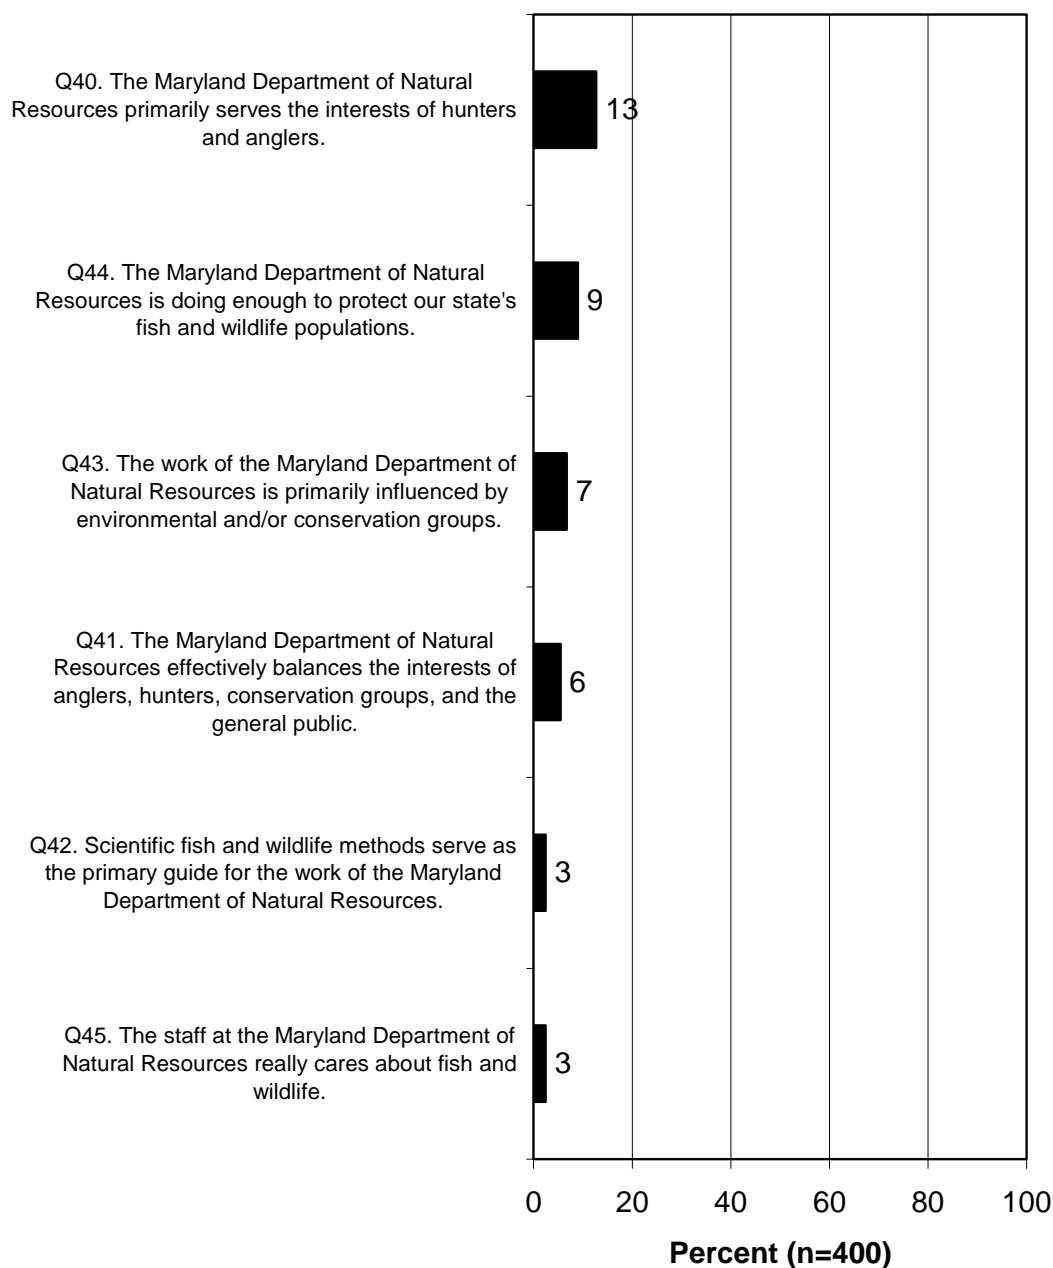 Q40. The Maryland Department of Natural
Resources primarily serves the interests of hunters
and anglers.
13
Q44. The Maryland Department of Natural
Resources is doing enough to protect our state's
fish and wildlife populations.
9
Q43. The work of the Maryland Department of
Natural Resources is primarily influenced by
environmental and/or conservation groups.
7
Q41. The Maryland Department of Natural
Resources effectively balances the interests of
anglers, hunters, conservation groups, and the
general public.
6
Q42. Scientific fish and wildlife methods serve as
the primary guide for the work of the Maryland
Department of Natural Resources.
3
Q45. The staff at the Maryland Department of
Natural Resources really cares about fish and
wildlife.
3
0 20 40 60 80 100
Percent (n=400)